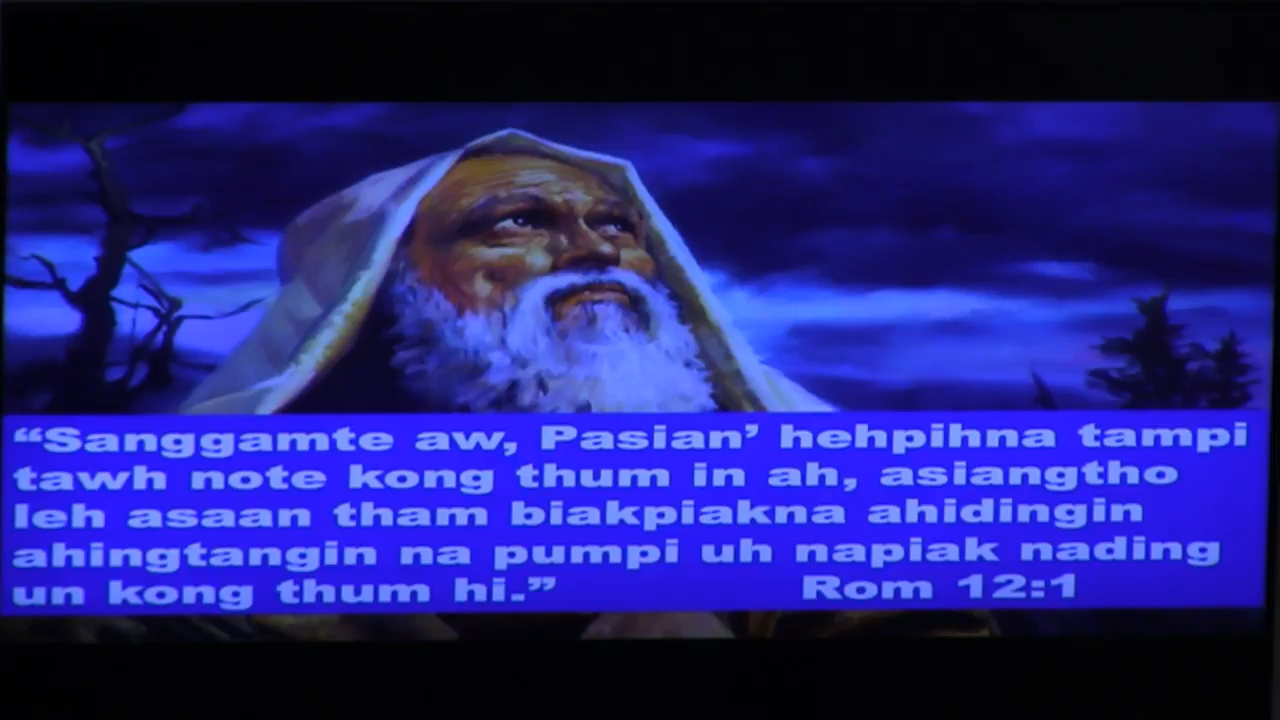 “Sanggamte aw, Pasian’ hehpihna tampi
tawh note kong thum in ah, asiangtho
leh asaan tham biakpiakna ahidingin
ahingtangin na pumpi uh napiak nading
un kong thum hi.” Rom 12:1